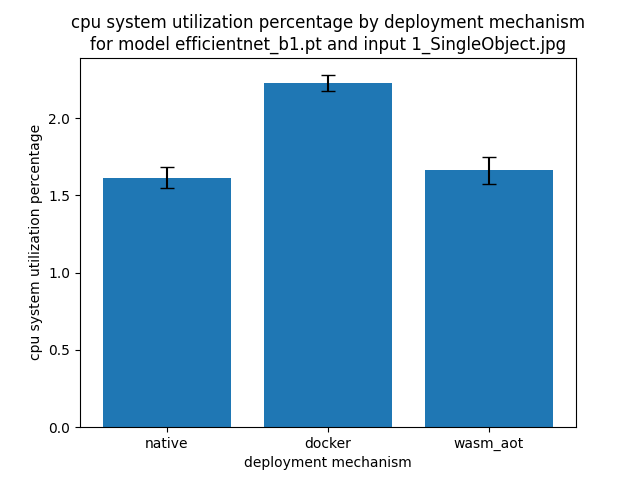 cpu system utilization percentage by deployment mechanism
for model efficientnet_b1.pt and input 1_SingleObject.jpg
cpu system utilization percentage
2.0
1.5
1.0
0.5
0.0
native docker wasm_aot
deployment mechanism